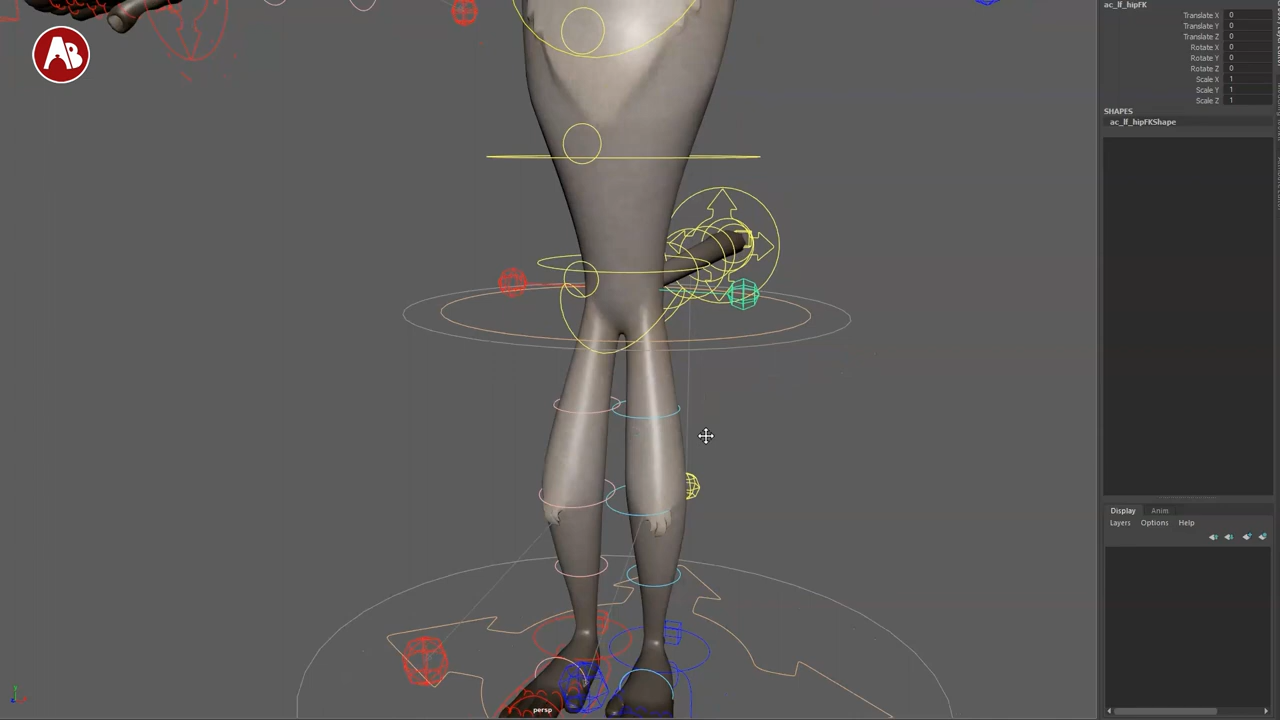 ac_lf_hipFK
Translate X 0
Translate Y 0
Translate Z 0
Rotate X 0
Rotate Y 0
Rotate Z 0
Scale X 1
Scale Y 1
Scale Z 1
SHAPES
ac_lf_hipFKShape
AB
Display Anim
Layers Options Help
persp